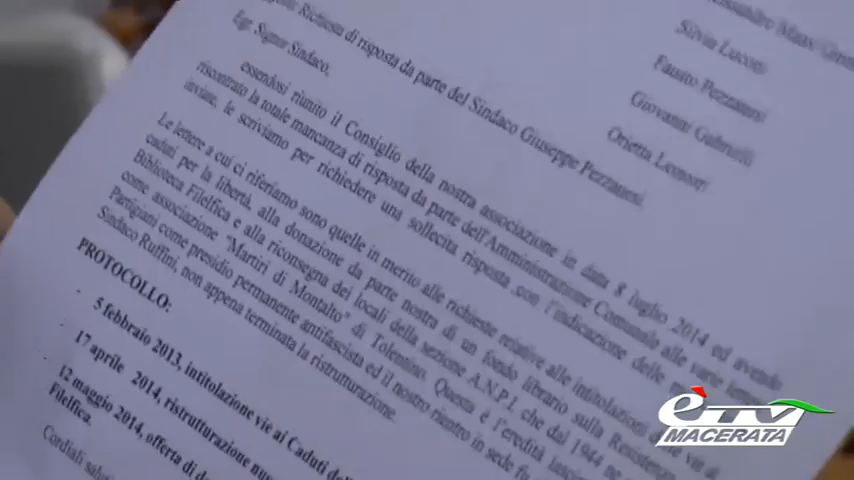 Richiesta di risposta da parte del Sindaco Giuseppe Pezzanesi
Silvia Luconi
Fausto Pezzanesi
Giovanni Gabrielli
Orietta Leonori
Egr. Signor Sindaco,
essendosi riunito il Consiglio della nostra associazione in data 8 luglio 2014 ed avendo
riscontrato la totale mancanza di risposta da parte dell'Amministrazione Comunale alle varie lettere
inviate, le scriviamo per richiedere una sollecita risposta con l'indicazione delle
Le lettere a cui ci riferiamo sono quelle in merito alle richieste relative alle intitolazioni delle vie ai
caduti per la libertà, alla donazione da parte nostra di un fondo librario sulla Resistenza
Biblioteca Filelfica e alla riconsegna dei locali della sezione A.N.P.I. che dal 1944 ne
come associazione "Martiri di Montalto" di Tolentino. Questa è l'eredità
Partigiani come presidio permanente antifascista ed il nostro rientro in sede fu
Sindaco Ruffini, non appena terminata la ristrutturazione.
PROTOCOLLO:
5 febbraio 2013, intitolazione vie ai Caduti
17 aprile 2014, ristrutturazione
12 maggio 2014, offerta di
Filelfica.
Cordiali
èTV
MACERATA